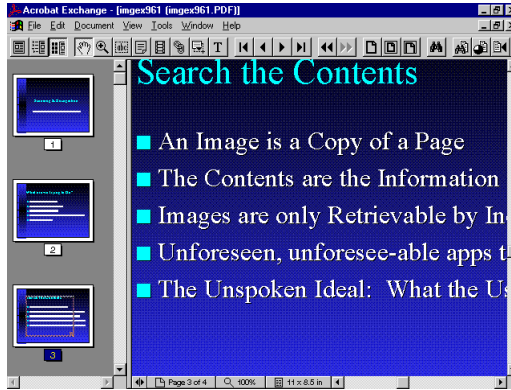 Acrobat Exchange - [imgex961 (imgex961.PDF)]
File Edit Document View Tools Window Help
T
Search the Contents
An Image is a Copy of a Page
The Contents are the Information
Images are only Retrievable by In
Unforeseen, unforesee-able apps t
The Unspoken Ideal: What the Us
1
2
3
Page 3 of 4
100%
11 x 8.5 in